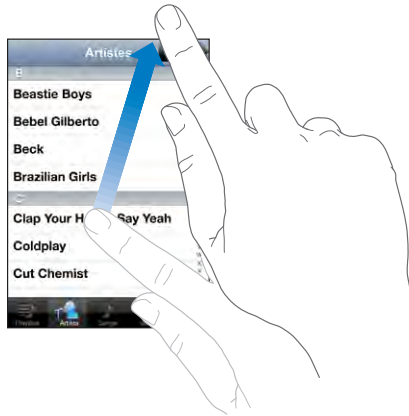 Artistes
B
Beastie Boys
Bebel Gilberto
Beck
Brazilian Girls
C
Clap Your H Say Yeah
Coldplay
Cut Chemist
Artistes